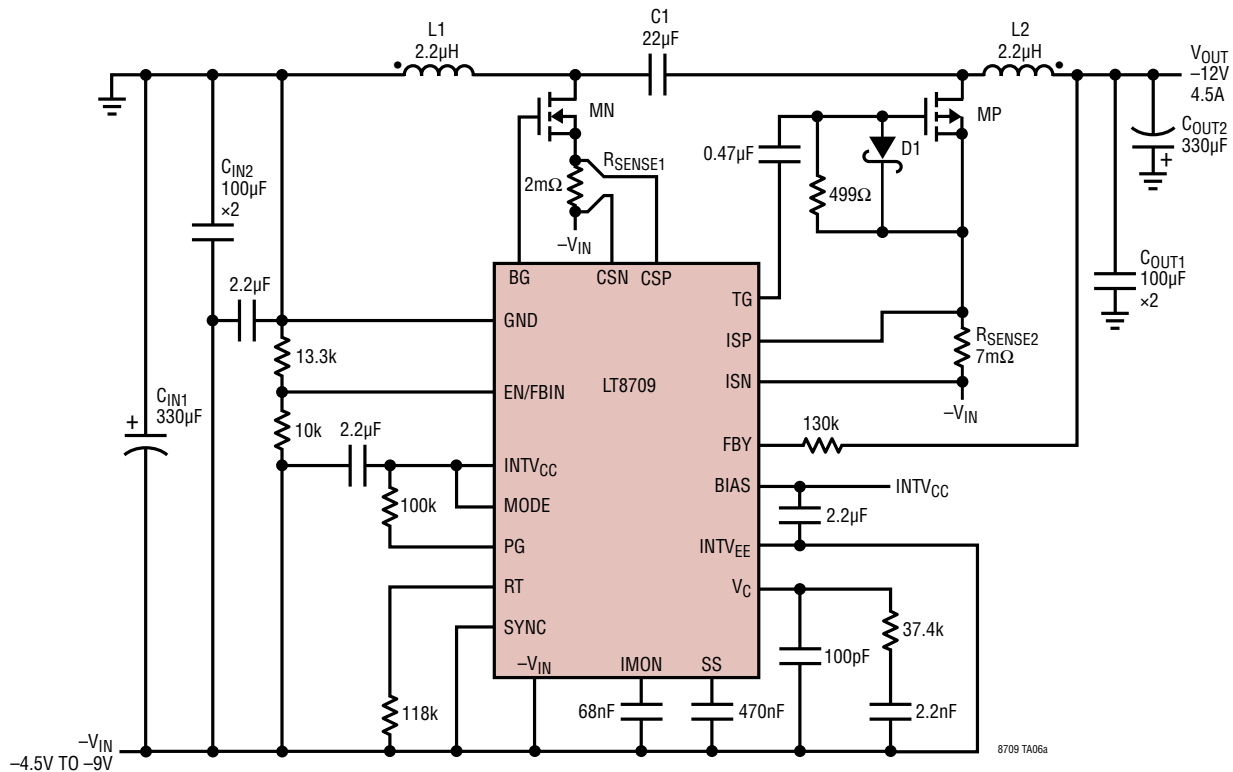 L1
2.2µH
C1
22µF
L2
2.2µH
VOUT
–12V
4.5A
MN
MP
D1
COUT2
330µF
+
CIN2
100µF
×2
RSENSE1
2mΩ
–VIN
0.47µF
499Ω
COUT1
100µF
×2
2.2µF
13.3k
10k
CIN1
330µF
+
2.2µF
100k
118k
BG
CSN
CSP
TG
GND
ISP
ISN
EN/FBIN
LT8709
FBY
INTVCC
BIAS
MODE
PG
INTVEE
RT
VC
SYNC
–VIN
IMON
SS
RSENSE2
7mΩ
–VIN
130k
INTVCC
2.2µF
37.4k
100pF
2.2nF
68nF
470nF
–VIN
–4.5V TO –9V
8709 TA06a